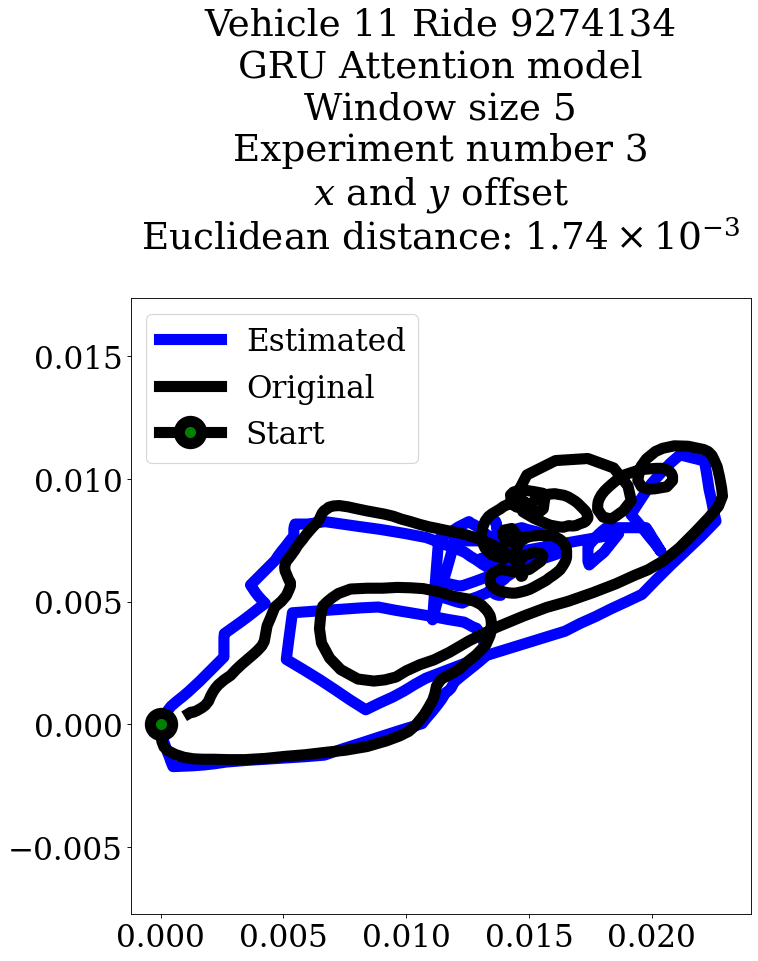 Vehicle 11 Ride 9274134
GRU Attention model
Window size 5
Experiment number 3
x and y offset
Euclidean distance: 1.74 × 10⁻³
Estimated
Original
Start
0.015
0.010
0.005
0.000
−0.005
0.000 0.005 0.010 0.015 0.020